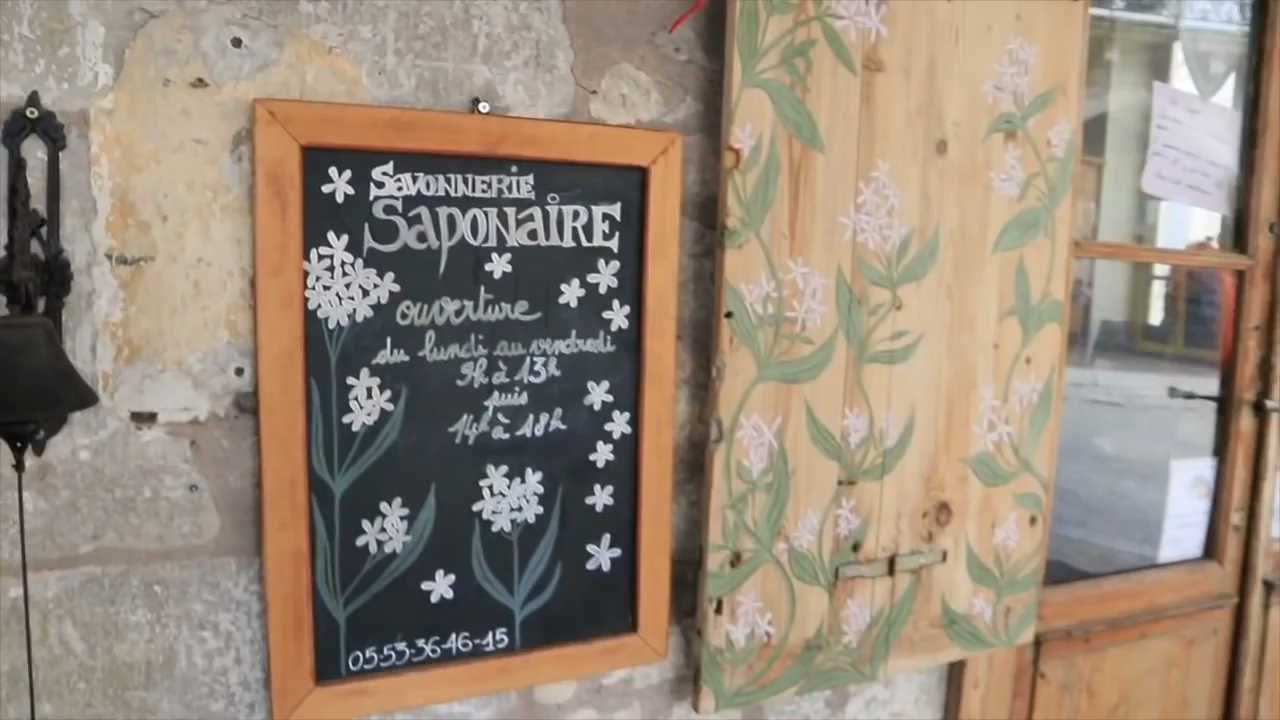 SAVONNERIE
SAPONAIRE
ouverture
du lundi au vendredi
9h à 13h
puis
14h à 18h
05-53-36-46-15